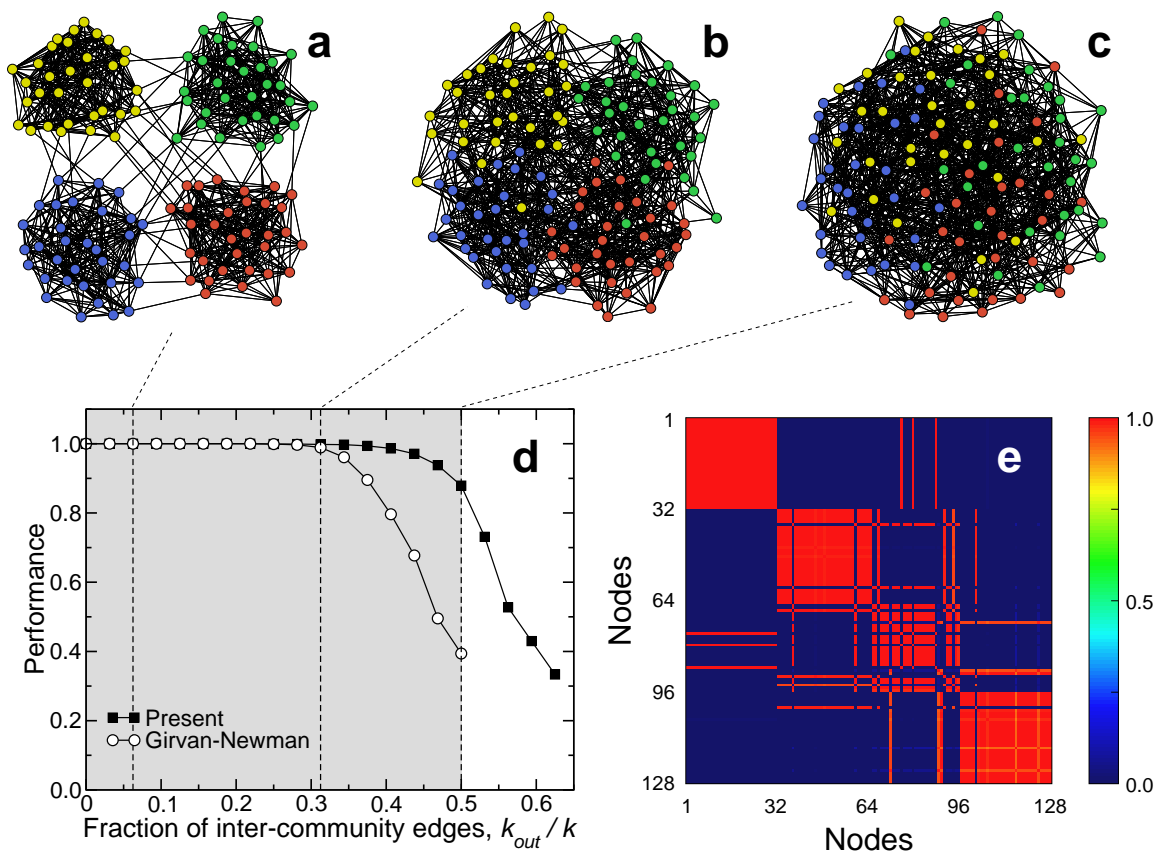 a
b
c
d
Performance
1.0
0.8
0.6
0.4
0.2
0.0
Present
Girvan-Newman
0 0.1 0.2 0.3 0.4 0.5 0.6
Fraction of inter-community edges, k_out / k
e
Nodes
1
32
64
96
128
1 32 64 96 128
Nodes
1.0
0.5
0.0